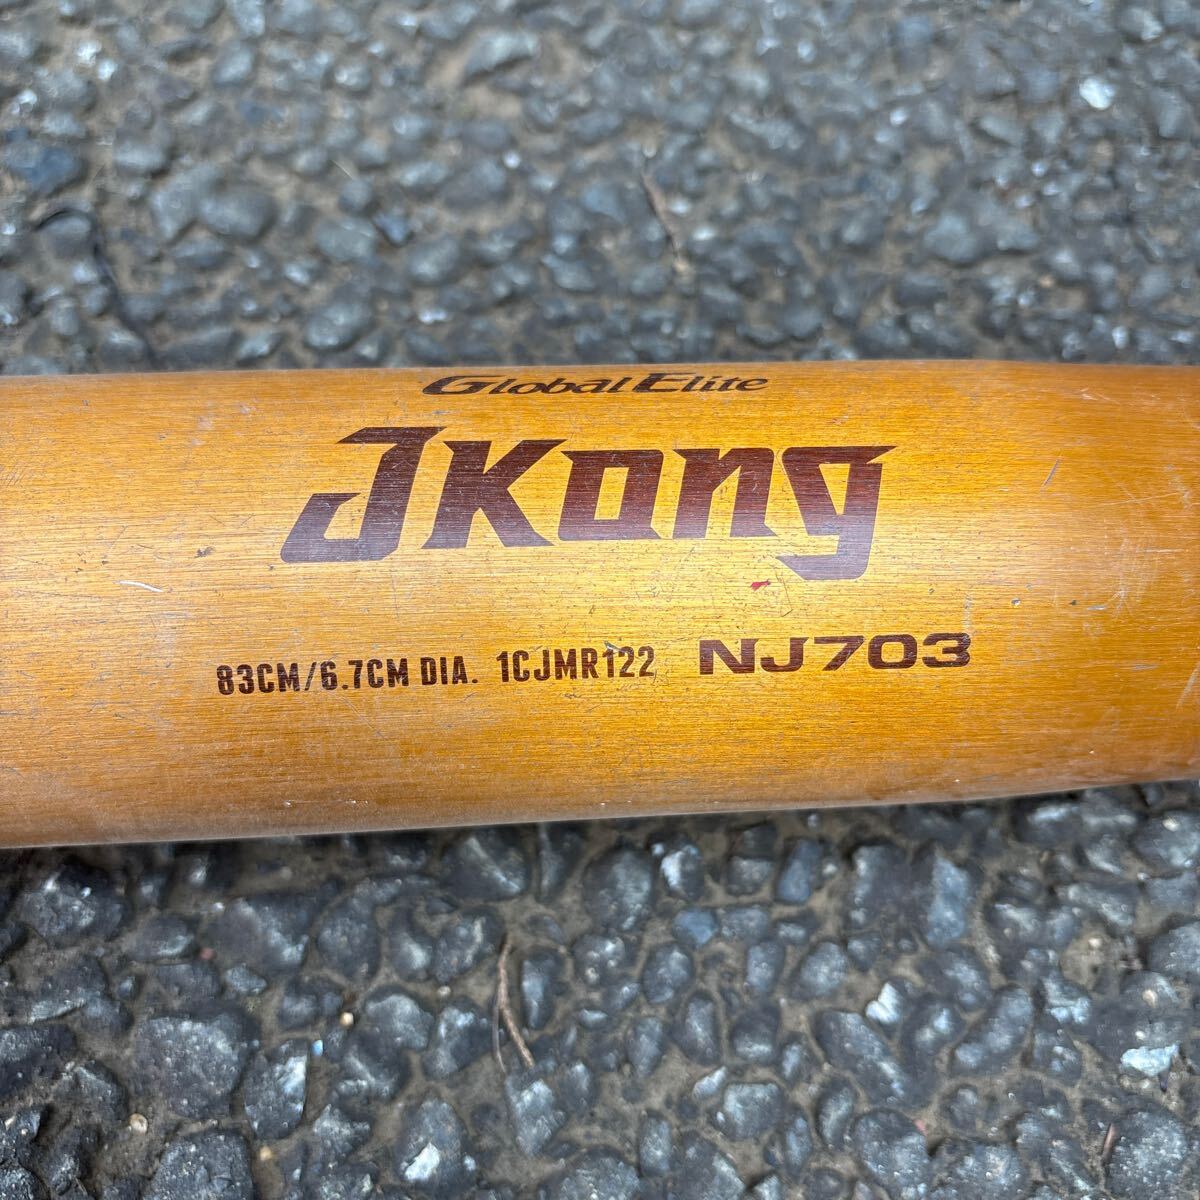 Global Elite
JKong
83CM/6.7CM DIA. 1CJMR122 NJ703